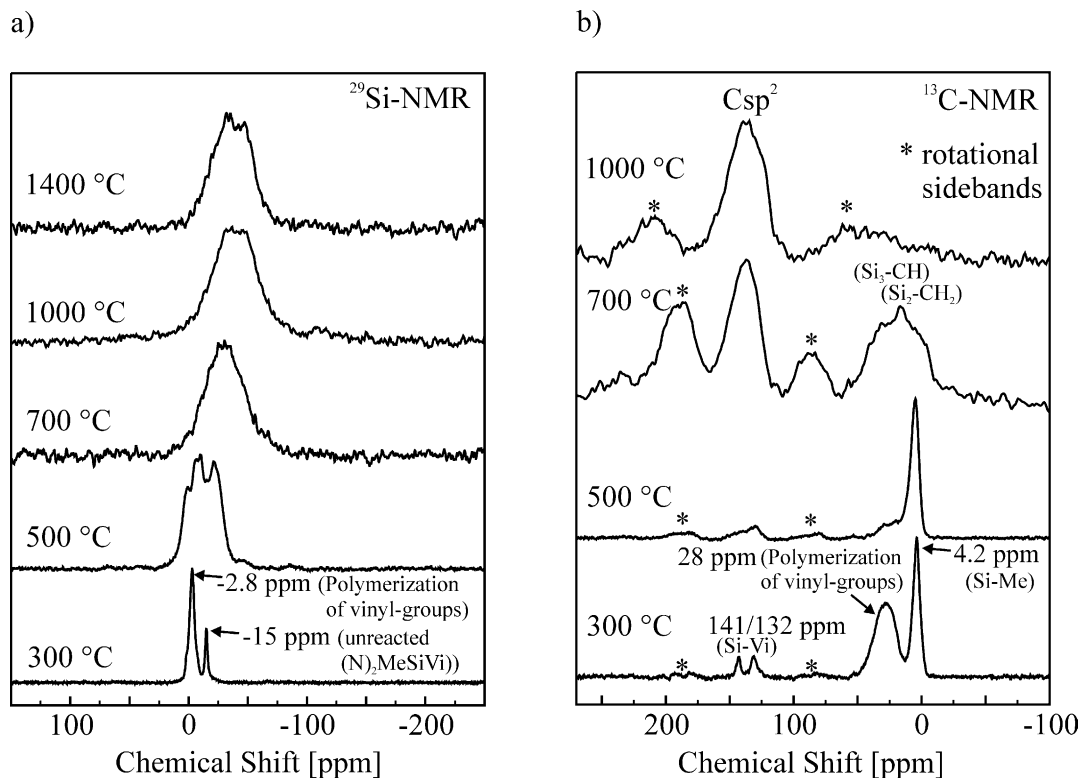 a)
²⁹Si-NMR
1400 °C
1000 °C
700 °C
500 °C
-2.8 ppm (Polymerization
of vinyl-groups)
-15 ppm (unreacted
(N)₂MeSiVi))
300 °C
100 0 -100 -200
Chemical Shift [ppm]
b)
Csp²
¹³C-NMR
* rotational
sidebands
1000 °C
*
*
(Si₃-CH)
(Si₂-CH₂)
700 °C
*
*
500 °C
*
*
28 ppm (Polymerization
of vinyl-groups)
4.2 ppm
(Si-Me)
300 °C
141/132 ppm
(Si-Vi)
*
*
200 100 0 -100
Chemical Shift [ppm]